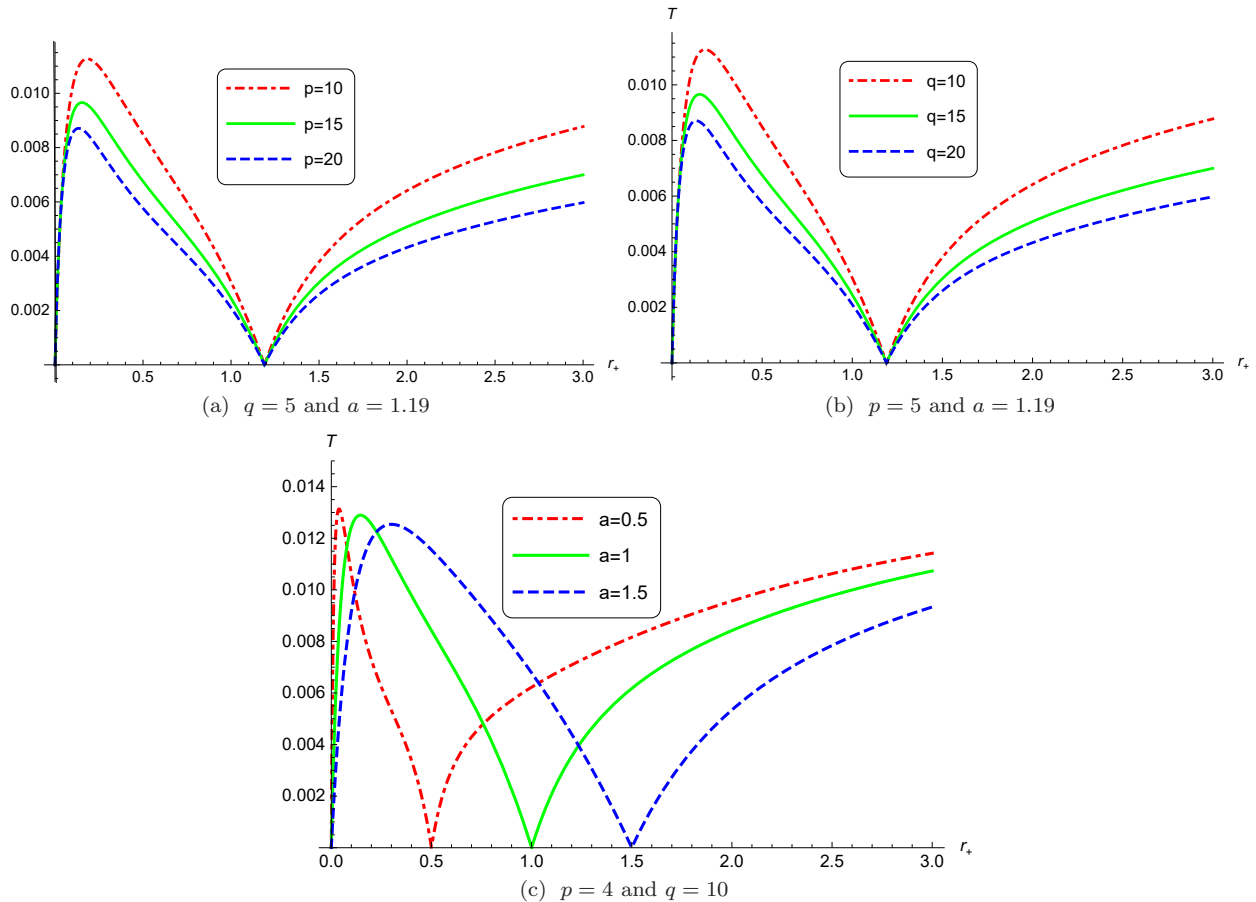 p=10
p=15
p=20
0.010
0.008
0.006
0.004
0.002
0.5 1.0 1.5 2.0 2.5 3.0 r+
(a) q = 5 and a = 1.19
T
q=10
q=15
q=20
0.010
0.008
0.006
0.004
0.002
0.5 1.0 1.5 2.0 2.5 3.0 r+
(b) p = 5 and a = 1.19
T
a=0.5
a=1
a=1.5
0.014
0.012
0.010
0.008
0.006
0.004
0.002
0.0 0.5 1.0 1.5 2.0 2.5 3.0 r+
(c) p = 4 and q = 10